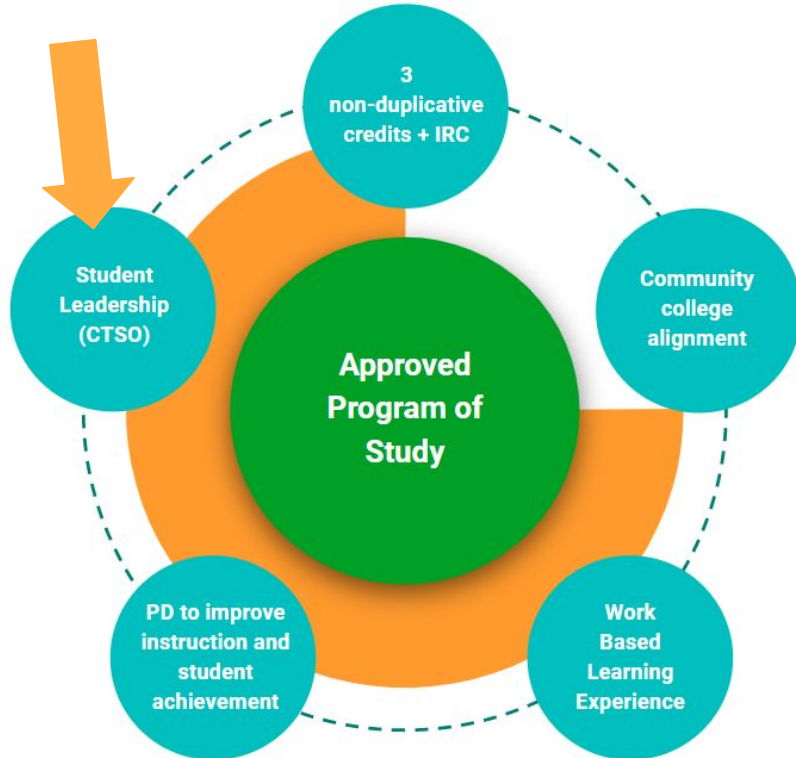 3
non-duplicative
credits + IRC
Student
Leadership
(CTSO)
Community
college
alignment
Approved
Program of
Study
PD to improve
instruction and
student
achievement
Work
Based
Learning
Experience